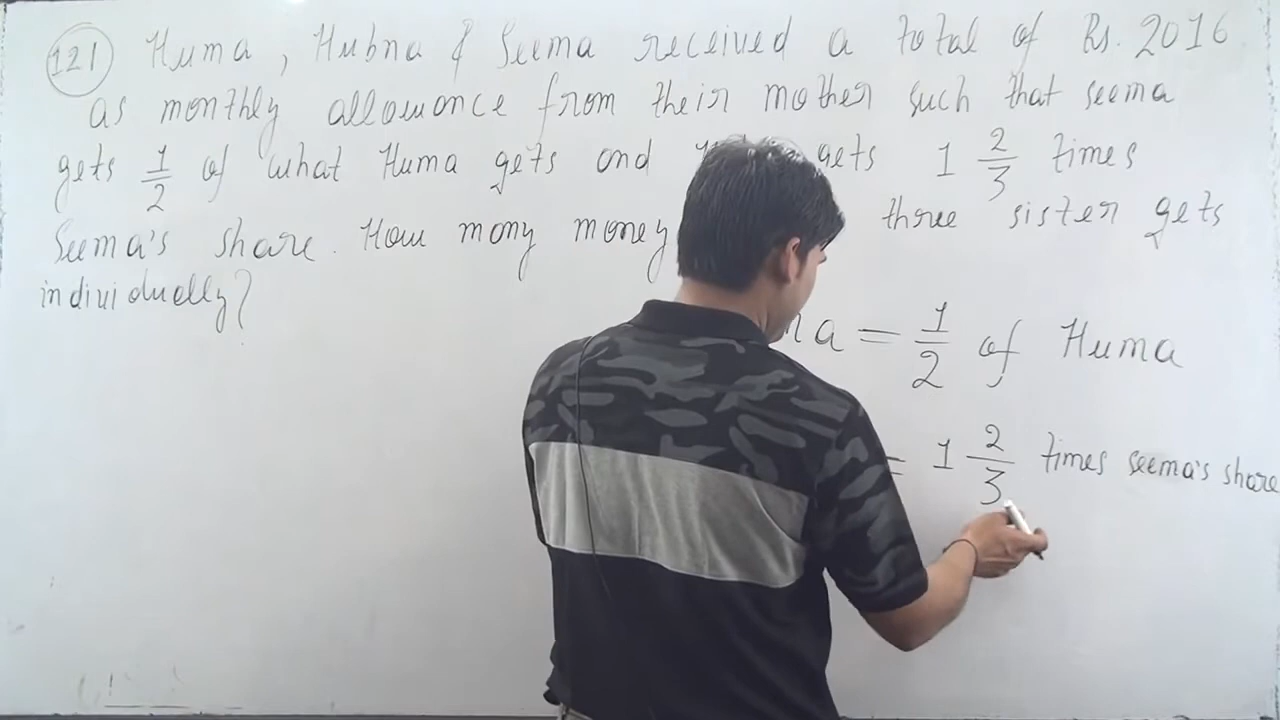 121 Huma, Hubna & Seema received a total of Rs. 2016
as monthly allowance from their mother such that seema
gets 1/2 of what Huma gets and gets 1 2/3 times
Seema's share. How many money three sister gets
individually?
= 1/2 of Huma
= 1 2/3 times seema's share